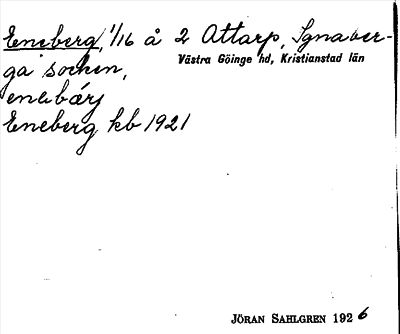 Eneberg, 1/16 å 2 Attarp, Ignaber-
ga socken,
Västra Göinge hd, Kristianstad län
enebärj
Eneberg kb 1921
JÖRAN SAHLGREN 1926